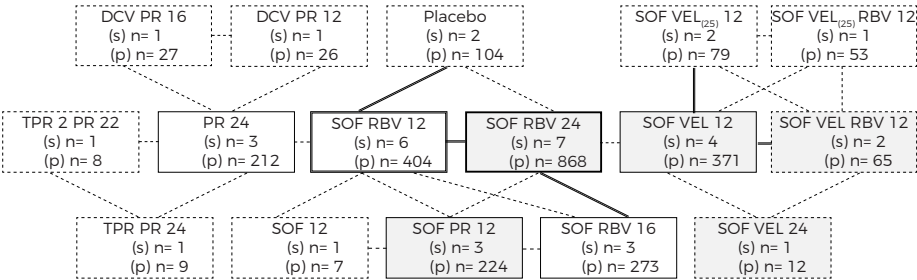 DCV PR 16
(s) n= 1
(p) n= 27
DCV PR 12
(s) n= 1
(p) n= 26
Placebo
(s) n= 2
(p) n= 104
SOF VEL(25) 12
(s) n= 2
(p) n= 79
SOF VEL(25) RBV 12
(s) n= 1
(p) n= 53
TPR 2 PR 22
(s) n= 1
(p) n= 8
PR 24
(s) n= 3
(p) n= 212
SOF RBV 12
(s) n= 6
(p) n= 404
SOF RBV 24
(s) n= 7
(p) n= 868
SOF VEL 12
(s) n= 4
(p) n= 371
SOF VEL RBV 12
(s) n= 2
(p) n= 65
TPR PR 24
(s) n= 1
(p) n= 9
SOF 12
(s) n= 1
(p) n= 7
SOF PR 12
(s) n= 3
(p) n= 224
SOF RBV 16
(s) n= 3
(p) n= 273
SOF VEL 24
(s) n= 1
(p) n= 12